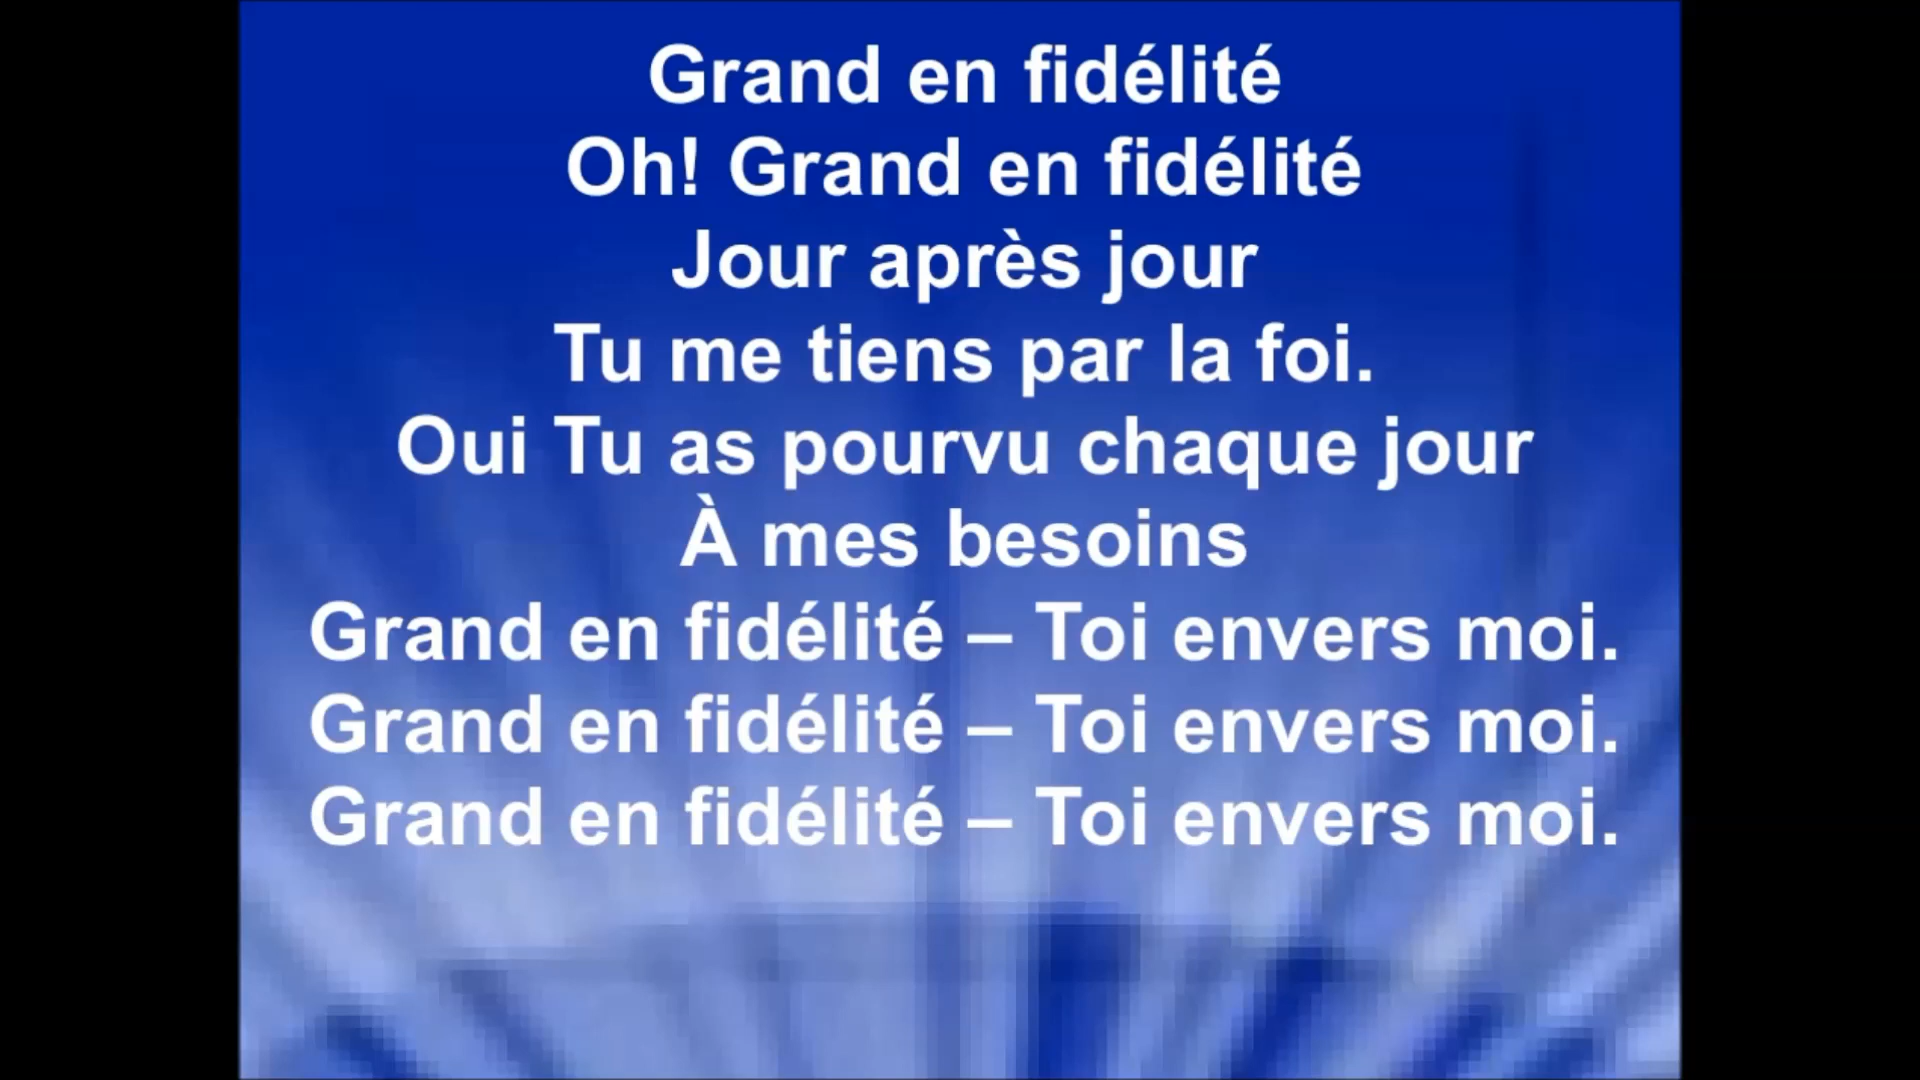 Grand en fidélité
Oh! Grand en fidélité
Jour après jour
Tu me tiens par la foi.
Oui Tu as pourvu chaque jour
À mes besoins
Grand en fidélité – Toi envers moi.
Grand en fidélité – Toi envers moi.
Grand en fidélité – Toi envers moi.